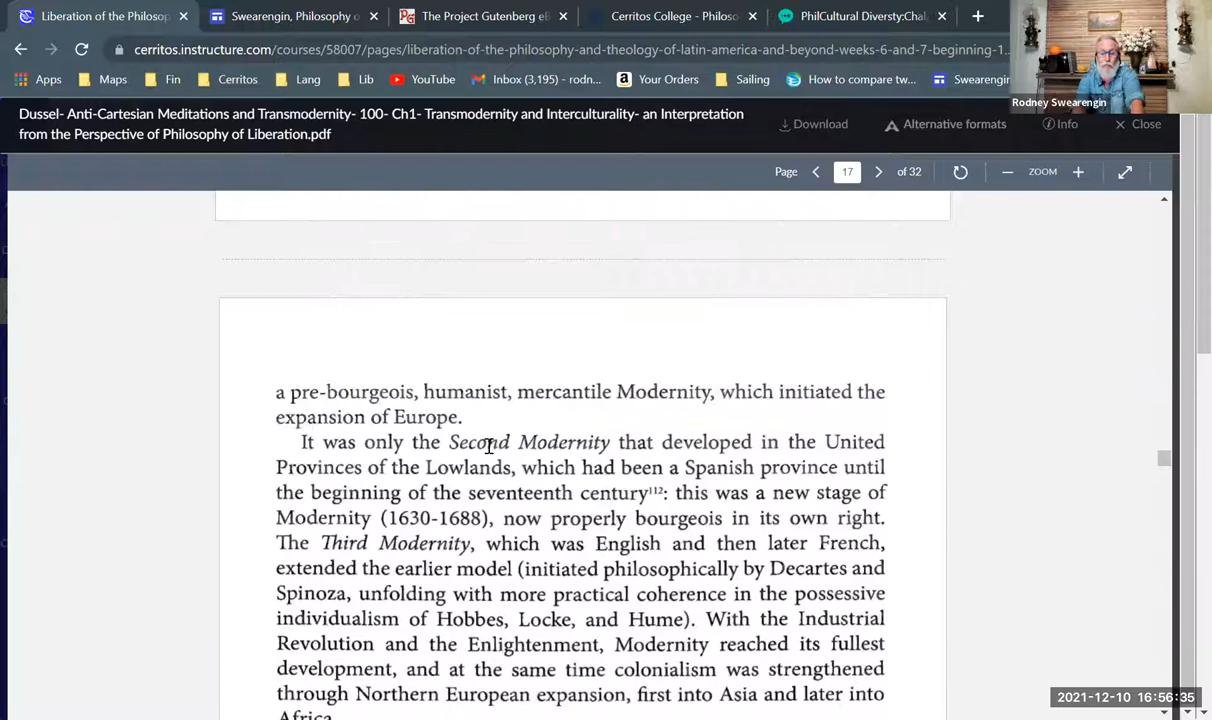 Liberation of the Philosop
Swearengin, Philosophy o
The Project Gutenberg eB
Cerritos College - Philoso
PhilCultural Diversty:Chal
cerritos.instructure.com/courses/58007/pages/liberation-of-the-philosophy-and-theology-of-latin-america-and-beyond-weeks-6-and-7-beginning-1...
Apps
Maps
Fin
Cerritos
Lang
Lib
YouTube
Inbox (3,195) - rodn...
Your Orders
Sailing
How to compare tw...
Swearengin
Rodney Swearengin
Dussel- Anti-Cartesian Meditations and Transmodernity - 100- Ch1- Transmodernity and Interculturality- an Interpretation
from the Perspective of Philosophy of Liberation.pdf
Download
Alternative formats
Info
Close
Page 17 of 32
ZOOM
a pre-bourgeois, humanist, mercantile Modernity, which initiated the
expansion of Europe.
It was only the Second Modernity that developed in the United
Provinces of the Lowlands, which had been a Spanish province until
the beginning of the seventeenth century¹¹²: this was a new stage of
Modernity (1630-1688), now properly bourgeois in its own right.
The Third Modernity, which was English and then later French,
extended the earlier model (initiated philosophically by Decartes and
Spinoza, unfolding with more practical coherence in the possessive
individualism of Hobbes, Locke, and Hume). With the Industrial
Revolution and the Enlightenment, Modernity reached its fullest
development, and at the same time colonialism was strengthened
through Northern European expansion, first into Asia and later into
Africa.
2021-12-10 16:56:35